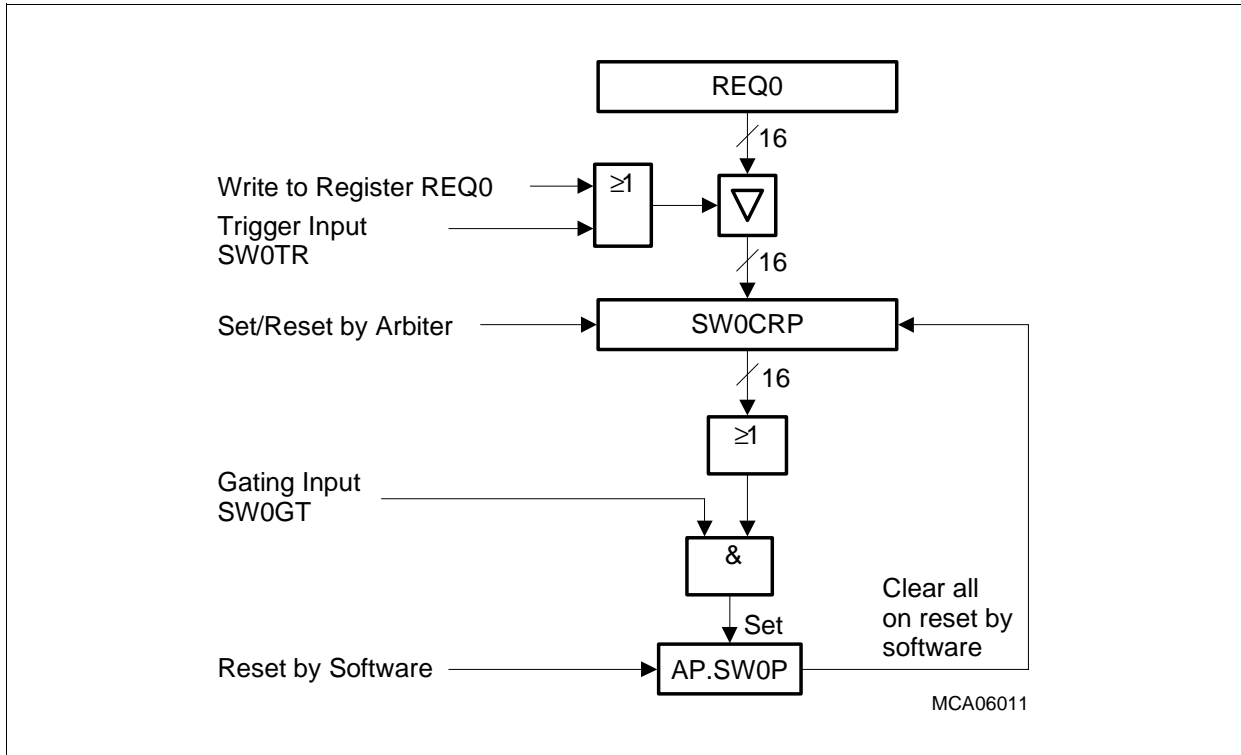 REQ0
16
Write to Register REQ0
≥1
Trigger Input
SW0TR
16
Set/Reset by Arbiter
SW0CRP
16
≥1
Gating Input
SW0GT
&
Clear all
on reset by
software
Set
Reset by Software
AP.SW0P
MCA06011